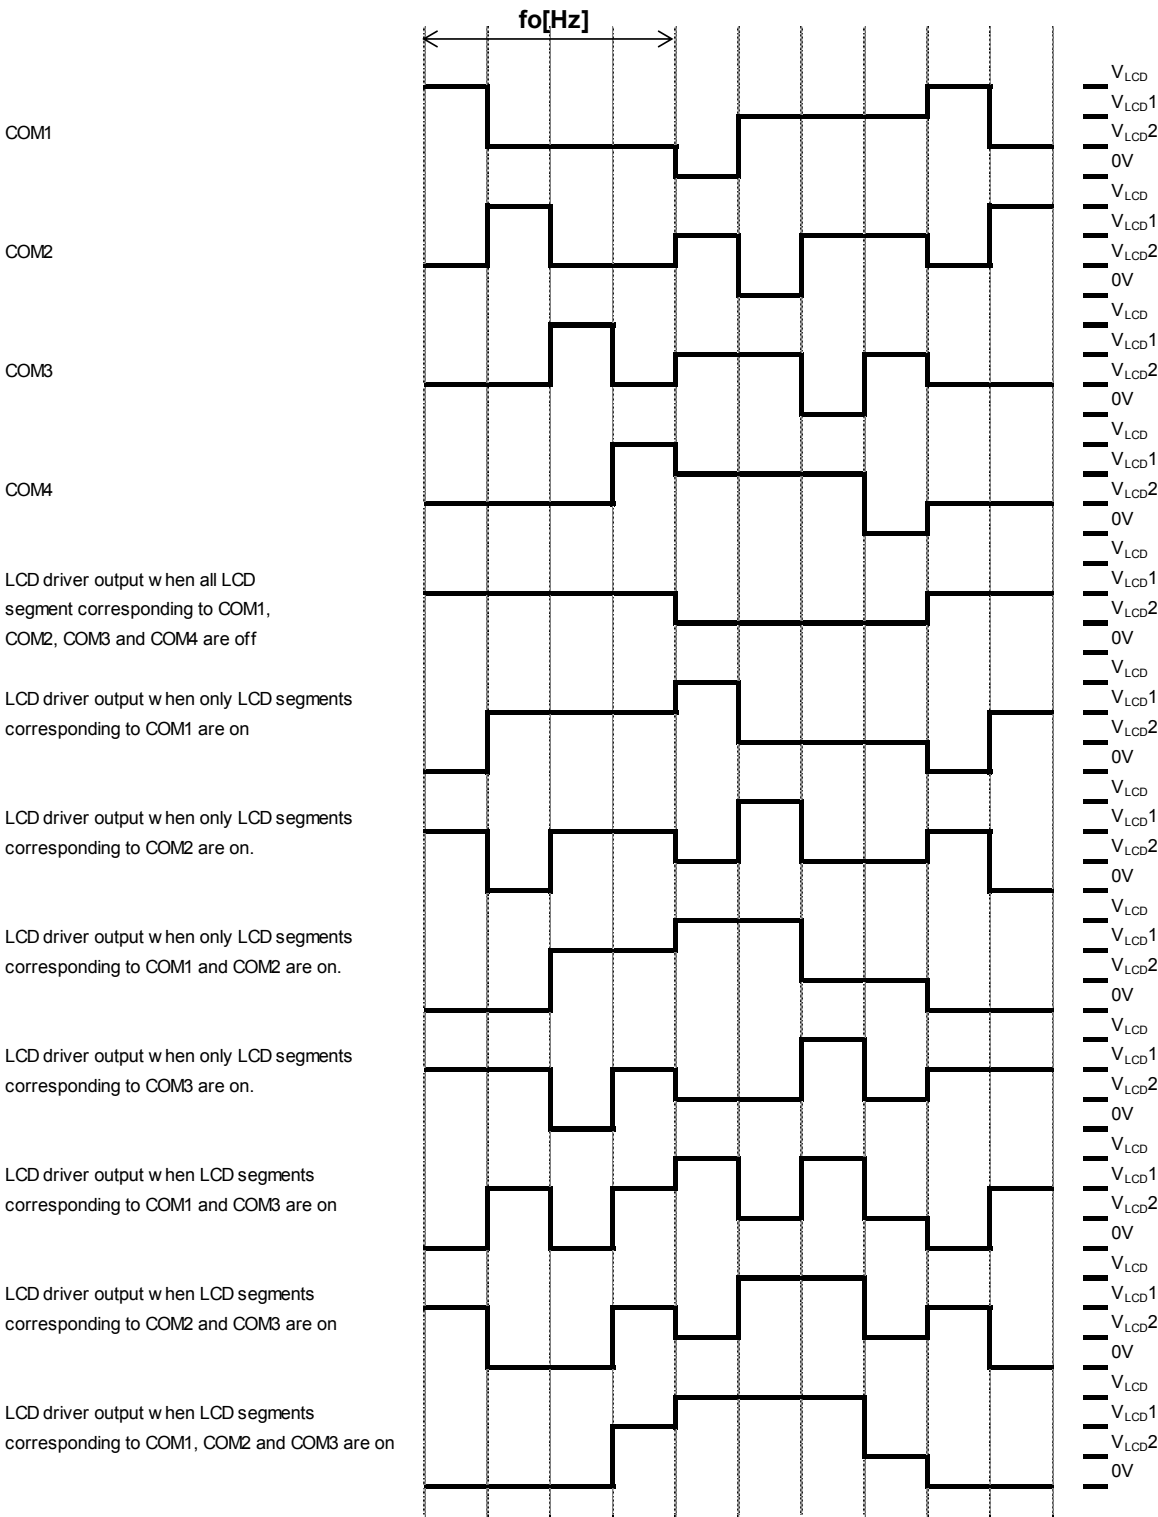 fo[Hz]
COM1
VLCD
VLCD1
VLCD2
0V
COM2
VLCD
VLCD1
VLCD2
0V
COM3
VLCD
VLCD1
VLCD2
0V
COM4
VLCD
VLCD1
VLCD2
0V
LCD driver output when all LCD
segment corresponding to COM1,
COM2, COM3 and COM4 are off
VLCD
VLCD1
VLCD2
0V
LCD driver output when only LCD segments
corresponding to COM1 are on
VLCD
VLCD1
VLCD2
0V
LCD driver output when only LCD segments
corresponding to COM2 are on.
VLCD
VLCD1
VLCD2
0V
LCD driver output when only LCD segments
corresponding to COM1 and COM2 are on.
VLCD
VLCD1
VLCD2
0V
LCD driver output when only LCD segments
corresponding to COM3 are on.
VLCD
VLCD1
VLCD2
0V
LCD driver output when LCD segments
corresponding to COM1 and COM3 are on
VLCD
VLCD1
VLCD2
0V
LCD driver output when LCD segments
corresponding to COM2 and COM3 are on
VLCD
VLCD1
VLCD2
0V
LCD driver output when LCD segments
corresponding to COM1, COM2 and COM3 are on
VLCD
VLCD1
VLCD2
0V